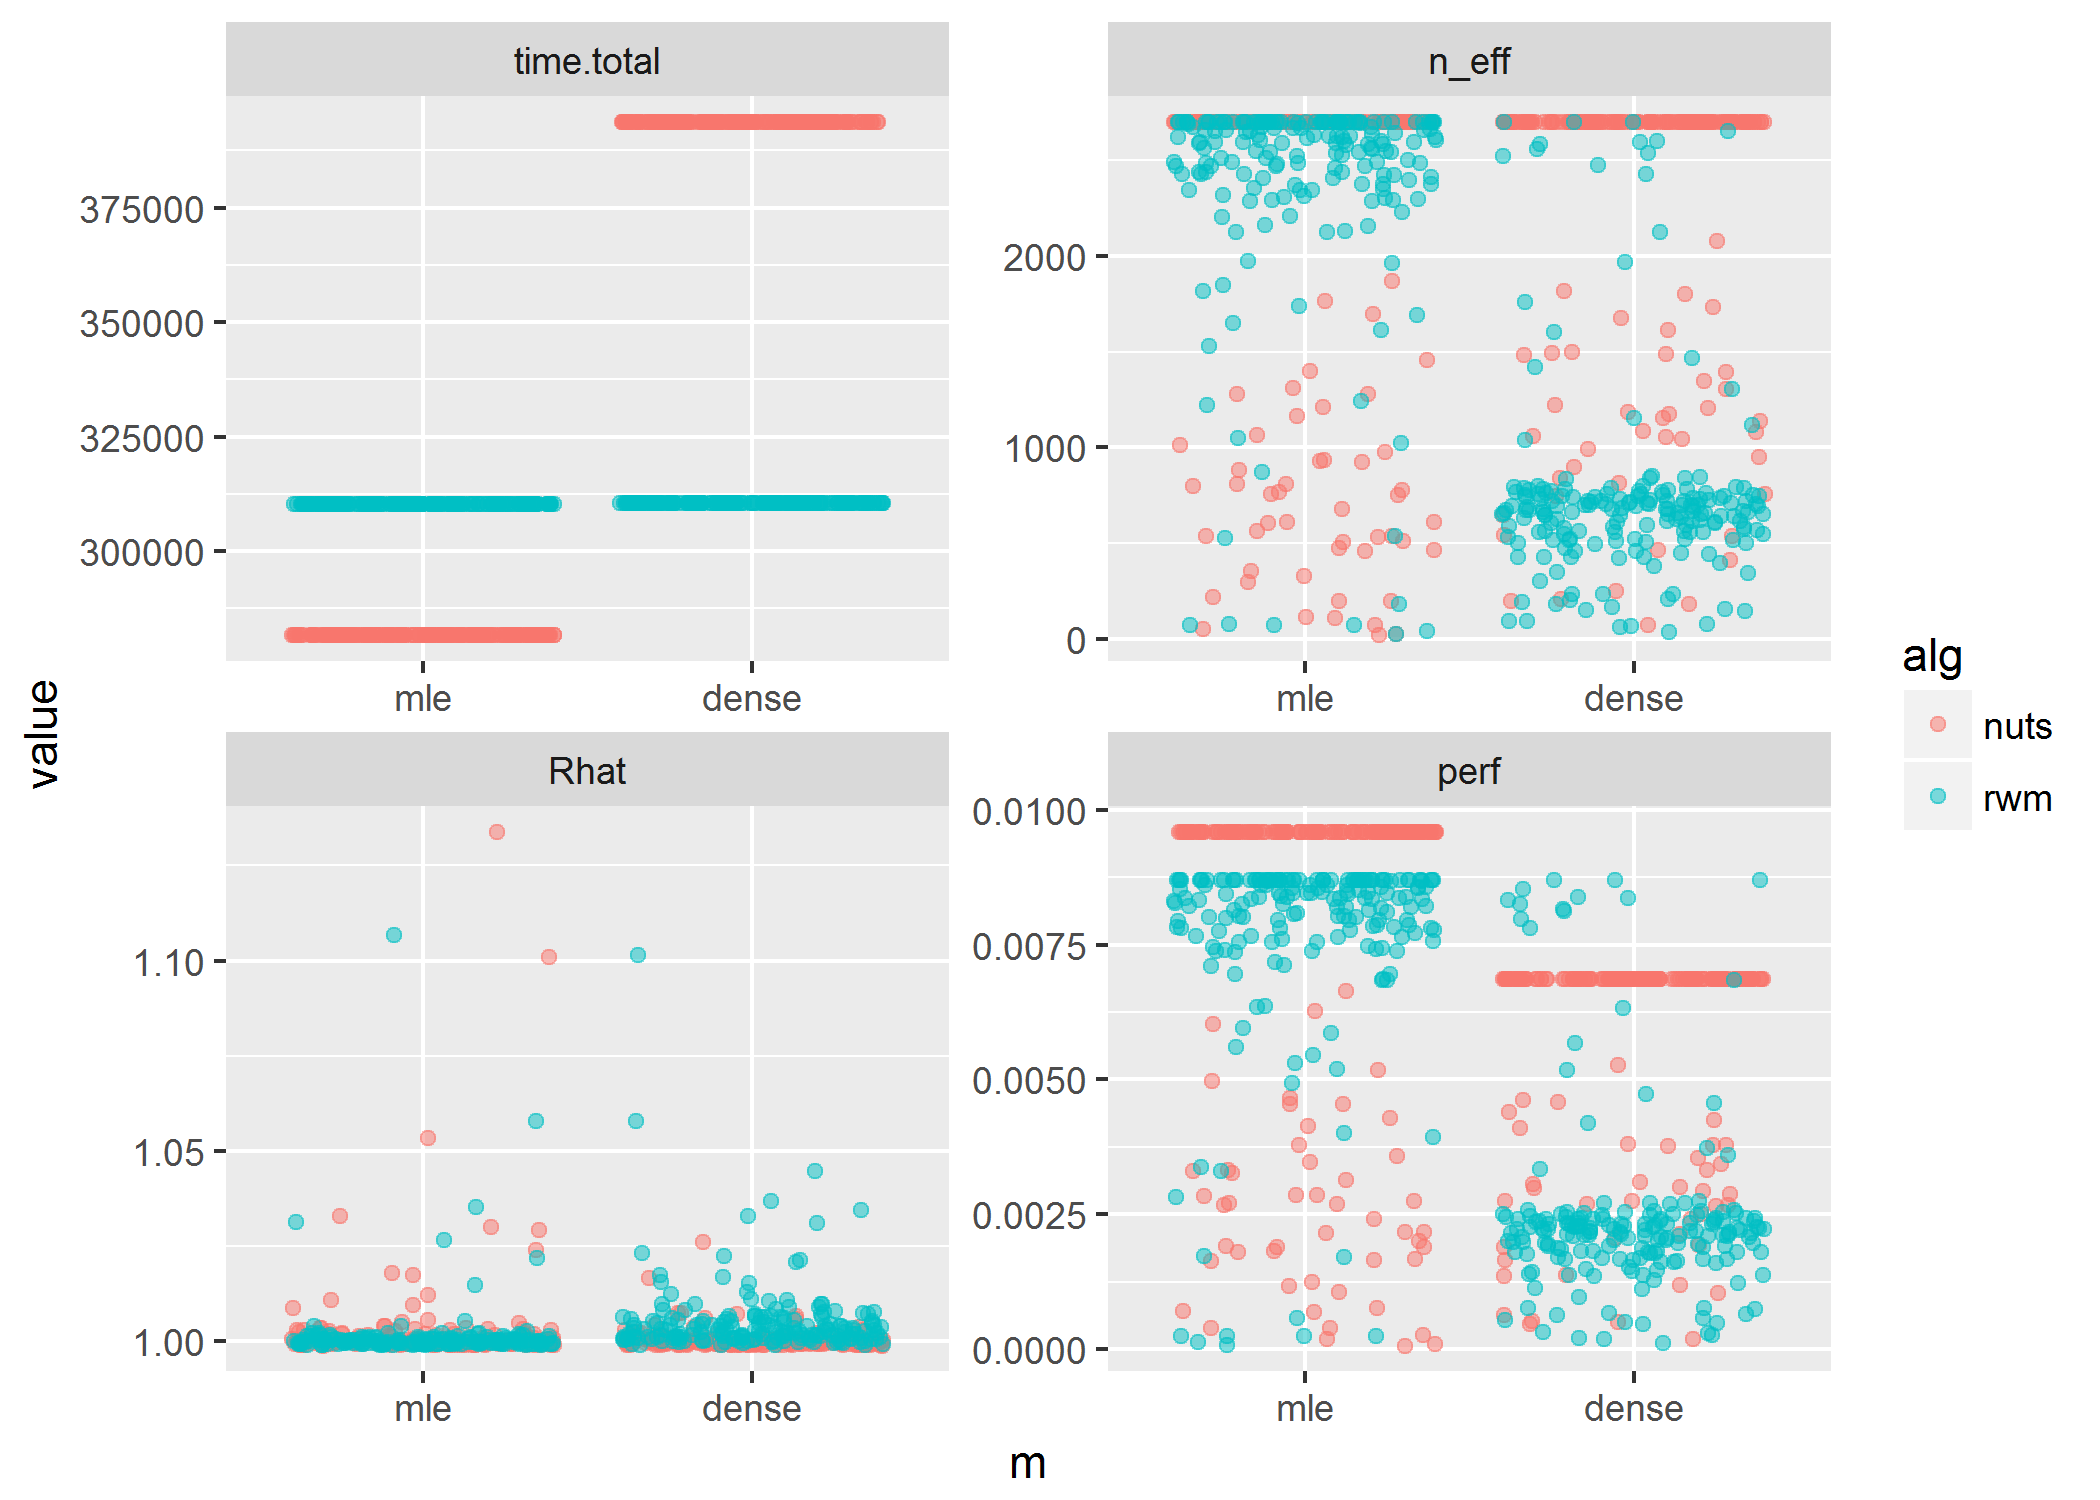 time.total
n_eff
375000
350000
325000
300000
2000
1000
0
mle
dense
mle
dense
value
Rhat
perf
1.10
1.05
1.00
0.0100
0.0075
0.0050
0.0025
0.0000
mle
dense
mle
dense
m
alg
nuts
rwm